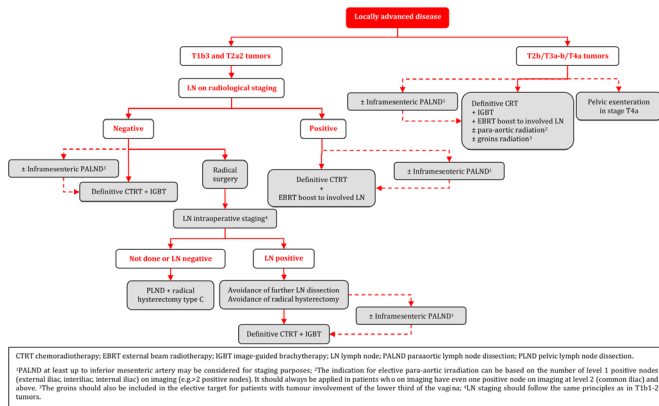 Locally advanced disease
T1b3 and T2a2 tumors
T2b/T3a-b/T4a tumors
LN on radiological staging
± Inframesenteric PALND¹
Definitive CRT
+ IGBT
+ EBRT boost to involved LN
± para-aortic radiation²
± groins radiation³
Pelvic exenteration
in stage T4a
Negative
Positive
± Inframesenteric PALND¹
Definitive CTRT + IGBT
Radical
surgery
Definitive CTRT
+
EBRT boost to involved LN
± Inframesenteric PALND¹
LN intraoperative staging⁴
Not done or LN negative
LN positive
PLND + radical
hysterectomy type C
Avoidance of further LN dissection
Avoidance of radical hysterectomy
± Inframesenteric PALND¹
Definitive CTRT + IGBT
CTRT chemoradiotherapy; EBRT external beam radiotherapy; IGBT image-guided brachytherapy; LN lymph node; PALND paraaortic lymph node dissection; PLND pelvic lymph node dissection.
¹PALND at least up to inferior mesenteric artery may be considered for staging purposes; ²The indication for elective para-aortic irradiation can be based on the number of level 1 positive nodes
(external iliac, interiliac, internal iliac) on imaging (e.g.>2 positive nodes). It should always be applied in patients who on imaging have even one positive node on imaging at level 2 (common iliac) and
above. ³The groins should also be included in the elective target for patients with tumour involvement of the lower third of the vagina; ⁴LN staging should follow the same principles as in T1b1-2
tumors.